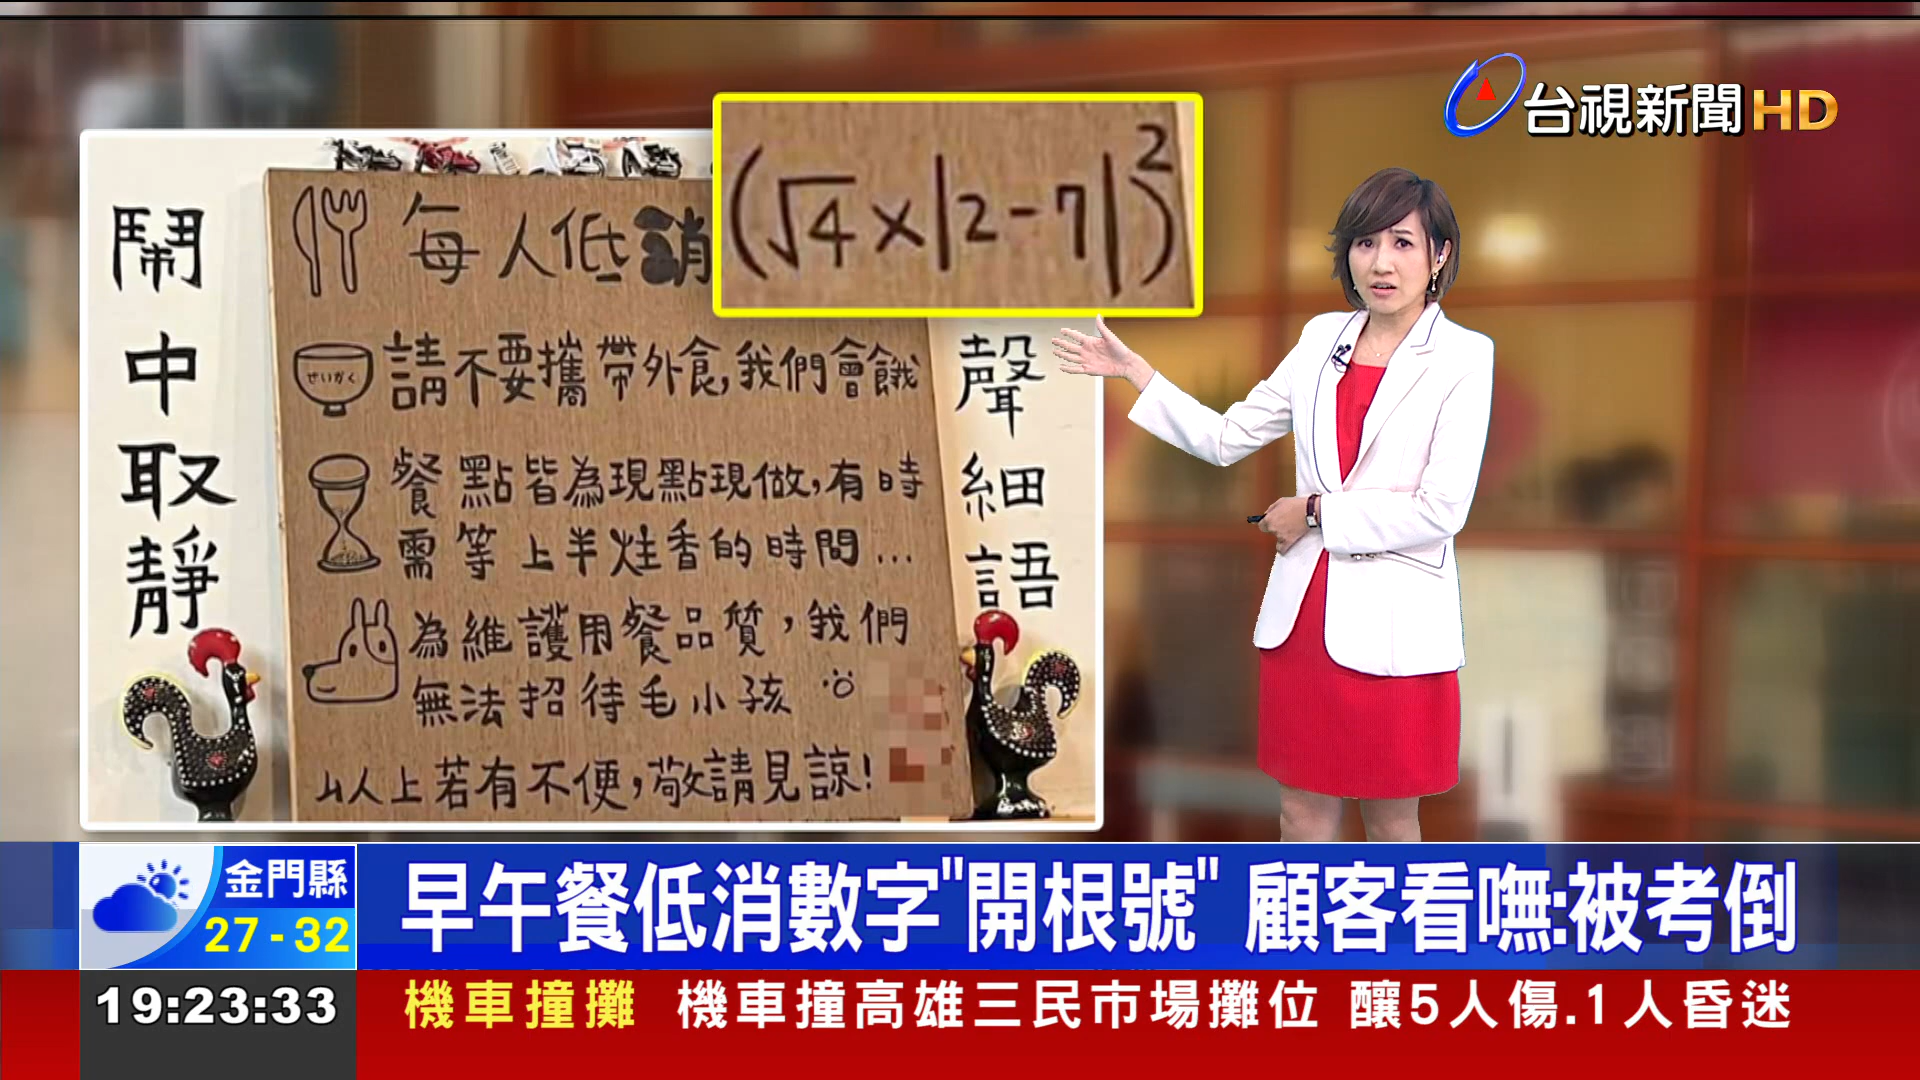 台視新聞HD
(√4×|2-7|)²
鬧中取靜
每人低消
請不要攜帶外食,我們會餓
ぜいがく
餐點皆為現點現做,有時
需等上半炷香的時間...
為維護用餐品質,我們
無法招待毛小孩
以上若有不便,敬請見諒!
聲細語
金門縣
27-32
早午餐低消數字"開根號" 顧客看嘸:被考倒
19:23:33
機車撞攤 機車撞高雄三民市場攤位 釀5人傷.1人昏迷